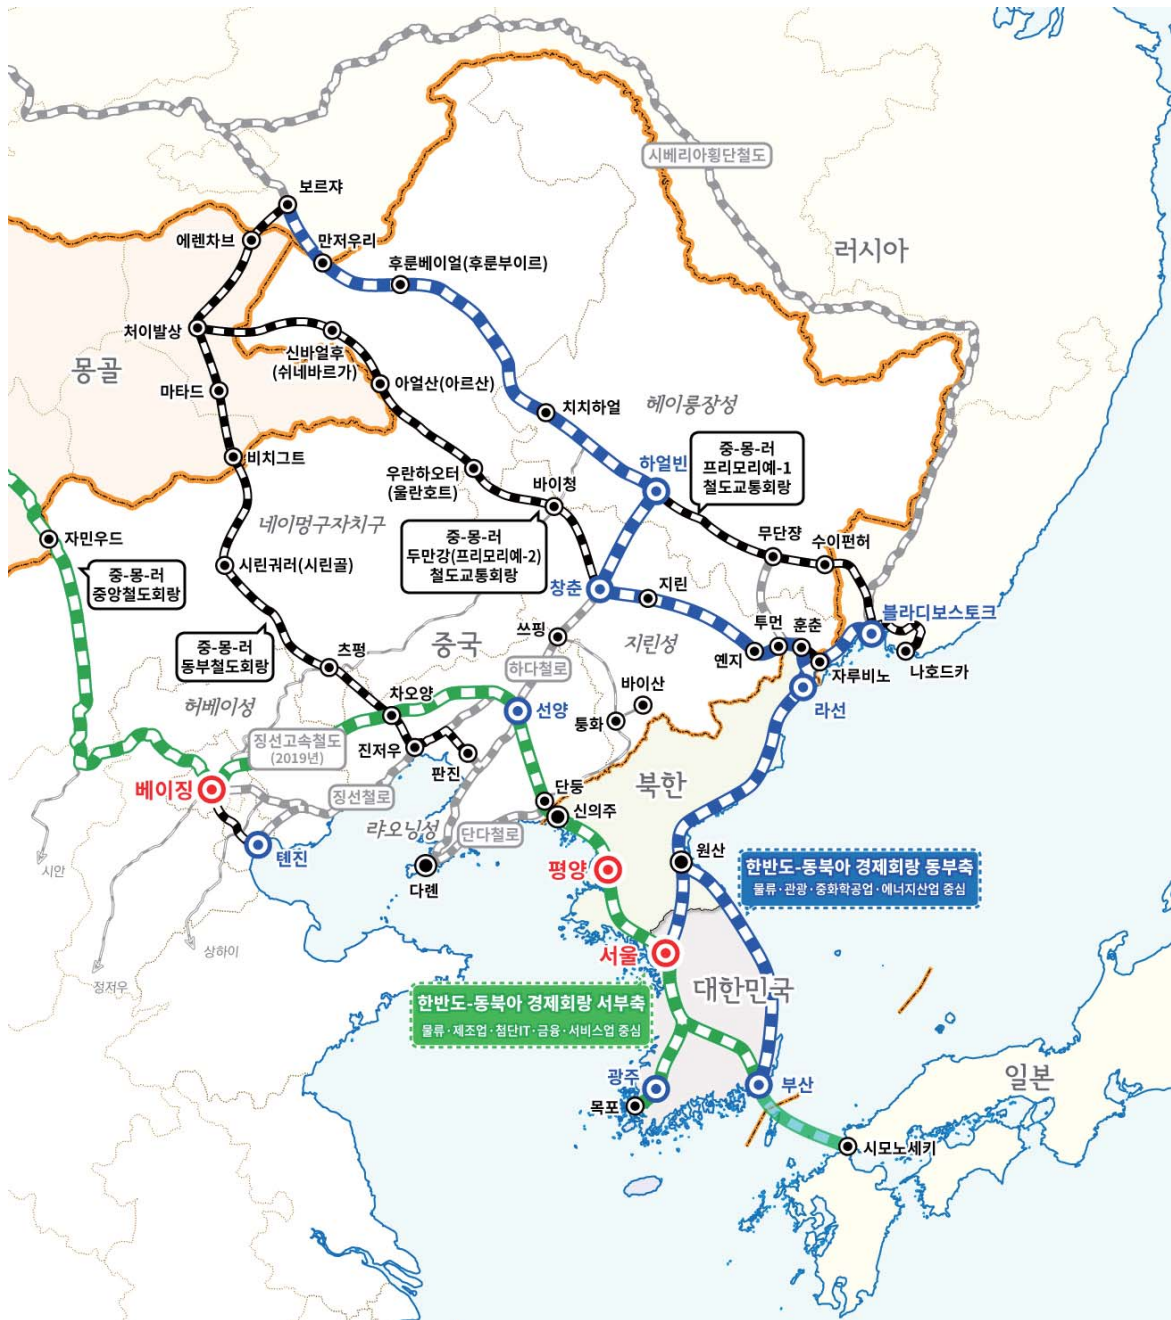 시베리아횡단철도
보르쟈
에렌차브
만저우리
러시아
후룬베이얼(후룬부이르)
처이발상
신바얼후
(쉬네바르가)
몽골
마타드
아얼산(아르산)
치치하얼
헤이룽장성
비치그트
우란하오터
(울란호트)
바이청
하얼빈
중-몽-러
프리모리예-1
철도교통회랑
자민우드
네이멍구자치구
중-몽-러
두만강(프리모리예-2)
철도교통회랑
무단쟝
수이펀허
중-몽-러
중앙철도회랑
시린궈러(시린골)
창춘
지린
블라디보스토크
중-몽-러
동부철도회랑
츠펑
중국
쓰핑
지린성
투먼
훈춘
옌지
자루비노
나호드카
하다철로
허베이성
차오양
선양
바이산
퉁화
라선
징선고속철도
(2019년)
진저우
판진
베이징
징선철로
단둥
신의주
북한
랴오닝성
단다철로
톈진
다롄
평양
원산
한반도-동북아 경제회랑 동부축
물류·관광·중화학공업·에너지산업 중심
시안
상하이
정저우
서울
대한민국
한반도-동북아 경제회랑 서부축
물류·제조업·첨단IT·금융·서비스업 중심
광주
목포
부산
일본
시모노세키